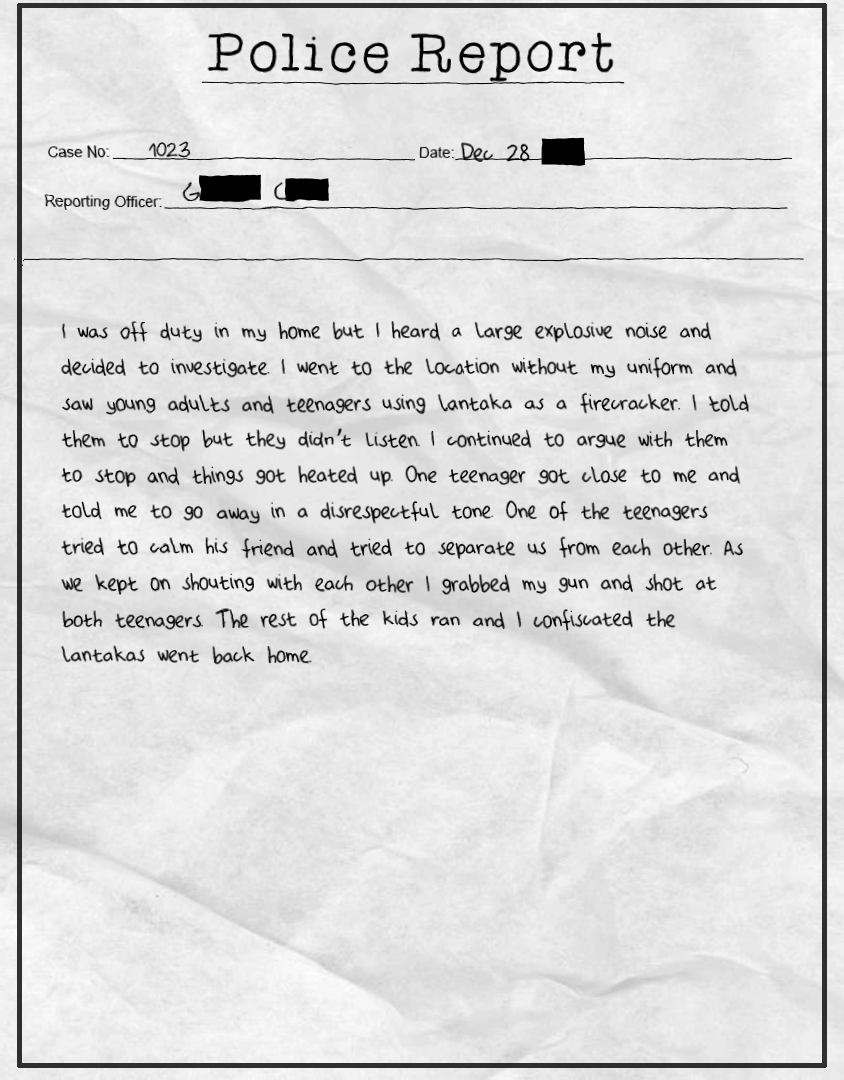 Police Report
Case No: 1023 Date: Dec 28
Reporting Officer: G C
I was off duty in my home but I heard a large explosive noise and
decided to investigate. I went to the location without my uniform and
saw young adults and teenagers using lantaka as a firecracker. I told
them to stop but they didn't listen. I continued to argue with them
to stop and things got heated up. One teenager got close to me and
told me to go away in a disrespectful tone. One of the teenagers
tried to calm his friend and tried to separate us from each other. As
we kept on shouting with each other I grabbed my gun and shot at
both teenagers. The rest of the kids ran and I confiscated the
lantakas went back home.